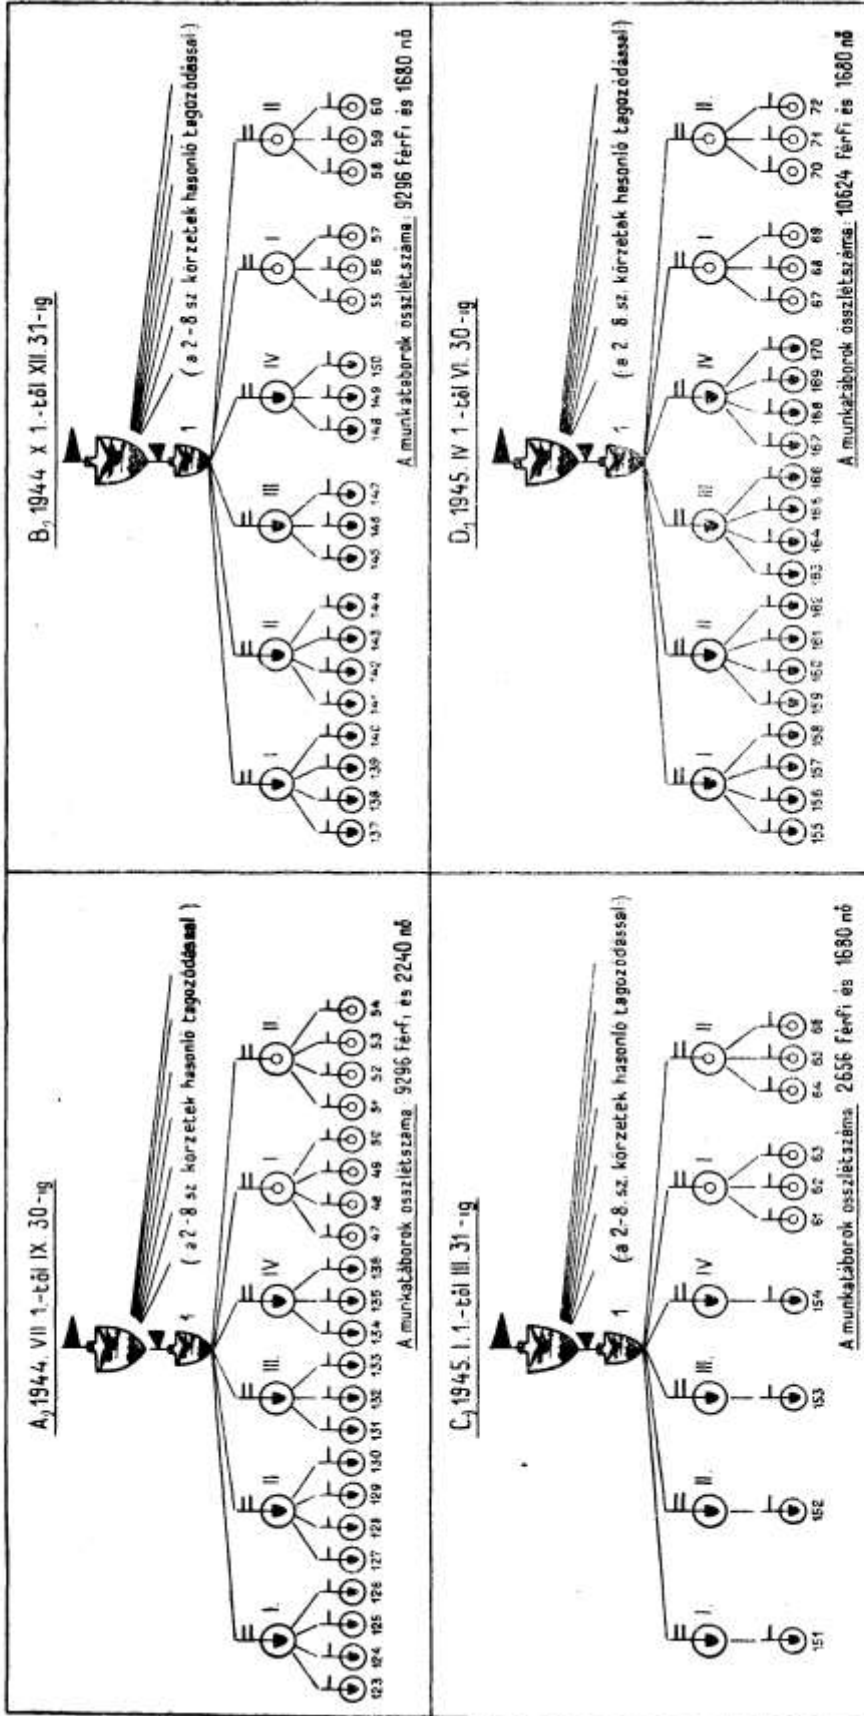 A, 1944. VII 1.-től IX. 30-ig
1
(a 2-8 sz körzetek hasonló tagozódással)
I. II. III. IV I II.
123 124 125 126 127 128 129 130 131 132 133 134 135 136 47 48 49 50 51 52 53 54
A munkatáborok összlétszáma: 9296 férfi és 2240 nő
B, 1944 X 1.-től XII. 31-ig
1
(a 2-8 sz körzetek hasonló tagozódással)
I II III IV I II
137 138 139 140 141 142 143 144 145 146 147 148 149 150 55 56 57 58 59 60
A munkatáborok összlétszáma: 9296 férfi és 1680 nő
C, 1945. I. 1.-től III. 31-ig
1
(a 2-8. sz. körzetek hasonló tagozódással)
I. II. III. IV I II
151 152 153 154 61 62 63 64 65 66
A munkatáborok összlétszáma 2656 férfi és 1680 nő
D, 1945. IV 1-től VI. 30-ig
1
(a 2-8 sz. körzetek hasonló tagozódással)
I II III IV I II.
155 156 157 158 159 160 161 162 163 164 165 166 167 168 169 170 67 68 69 70 71 72
A munkatáborok összlétszáma: 10624 férfi és 1680 nő